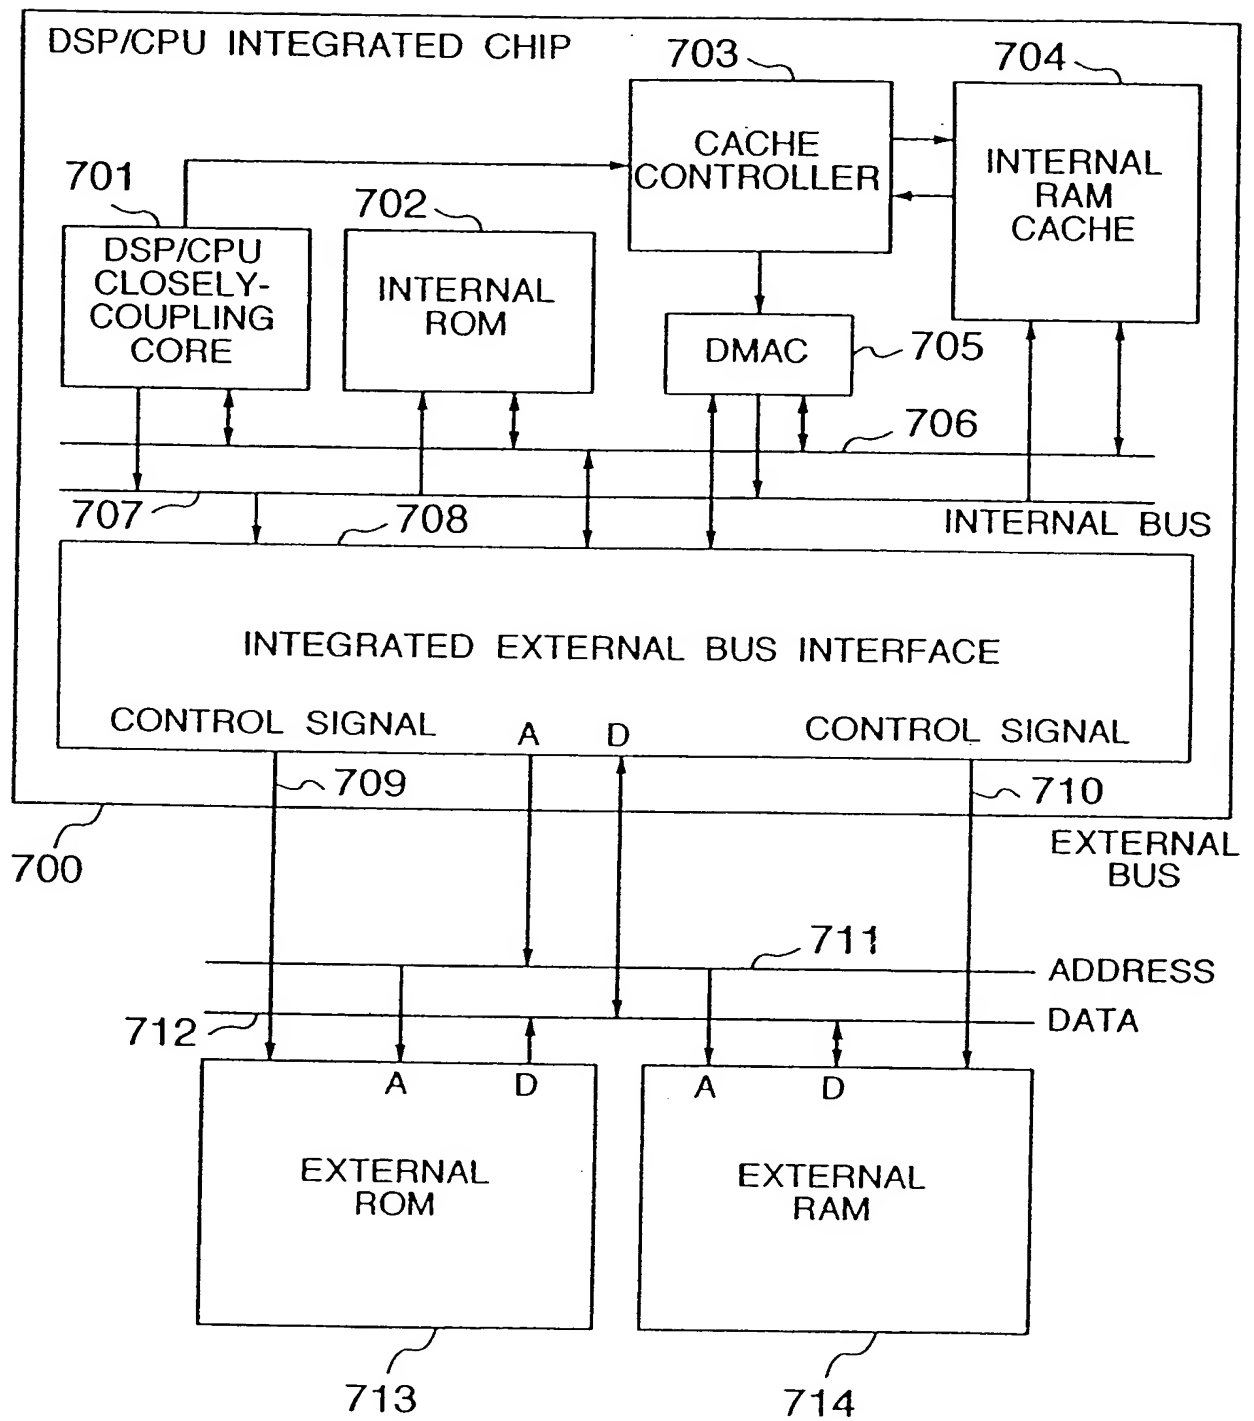 DSP/CPU INTEGRATED CHIP
703
704
CACHE
CONTROLLER
INTERNAL
RAM
CACHE
701
702
DSP/CPU
CLOSELY-
COUPLING
CORE
INTERNAL
ROM
DMAC
705
706
707
708
INTERNAL BUS
INTEGRATED EXTERNAL BUS INTERFACE
CONTROL SIGNAL
A
D
CONTROL SIGNAL
709
710
700
EXTERNAL
BUS
711
ADDRESS
712
DATA
A
D
A
D
EXTERNAL
ROM
EXTERNAL
RAM
713
714